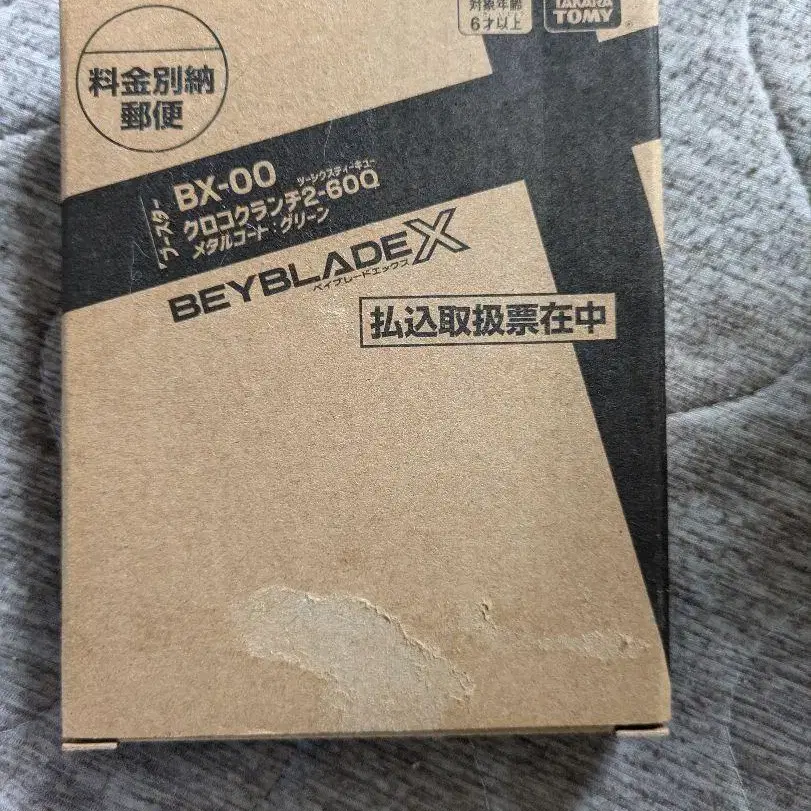 対象年齢
6才以上
TAKARA
TOMY
料金別納
郵便
ブースター
BX-00
ツーシックスティーキュー
クロコクランチ2-60Q
メタルコート:グリーン
BEYBLADE X
ベイブレードエックス
払込取扱票在中